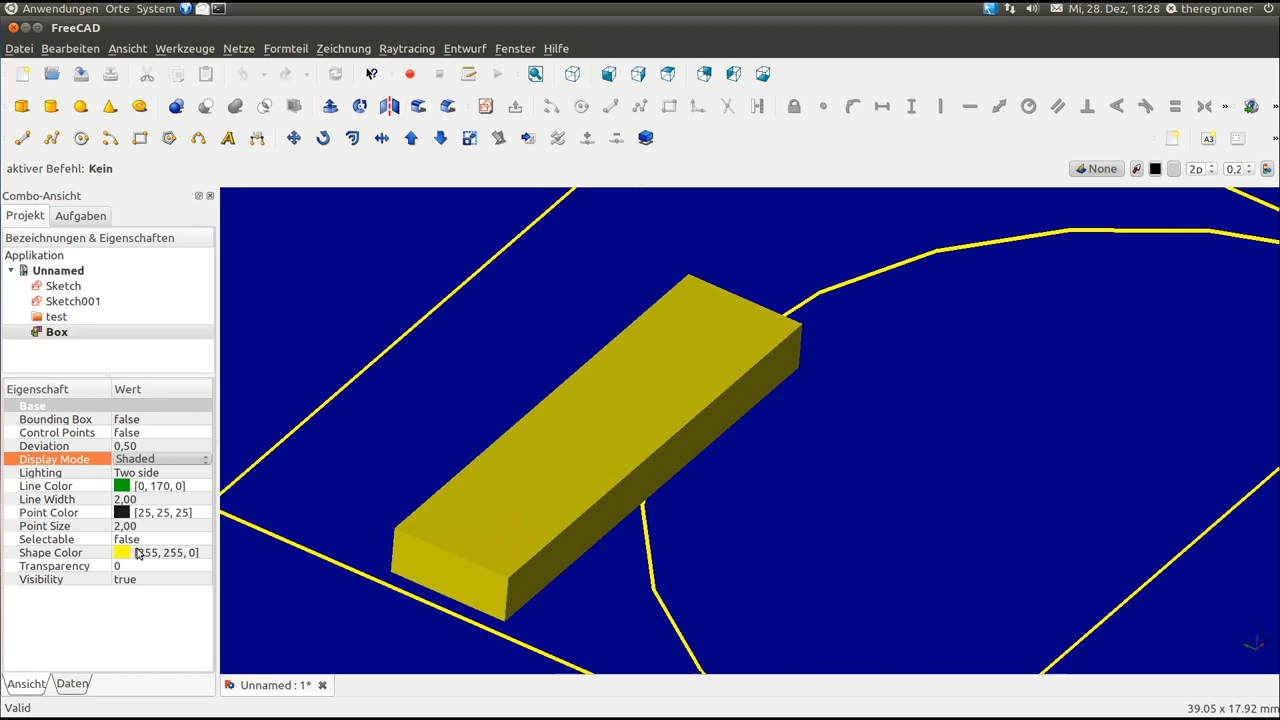 Anwendungen Orte System
Mi, 28. Dez, 18:28 theregrunner
FreeCAD
Datei Bearbeiten Ansicht Werkzeuge Netze Formteil Zeichnung Raytracing Entwurf Fenster Hilfe
»
A3
»
aktiver Befehl: Kein
None 2p 0,2
Combo-Ansicht
Projekt Aufgaben
Bezeichnungen & Eigenschaften
Applikation
Unnamed
Sketch
Sketch001
test
Box
Eigenschaft Wert
Base
Bounding Box false
Control Points false
Deviation 0,50
Display Mode Shaded
Lighting Two side
Line Color [0, 170, 0]
Line Width 2,00
Point Color [25, 25, 25]
Point Size 2,00
Selectable false
Shape Color [255, 255, 0]
Transparency 0
Visibility true
Ansicht Daten
Unnamed : 1*
Valid
39.05 x 17.92 mm